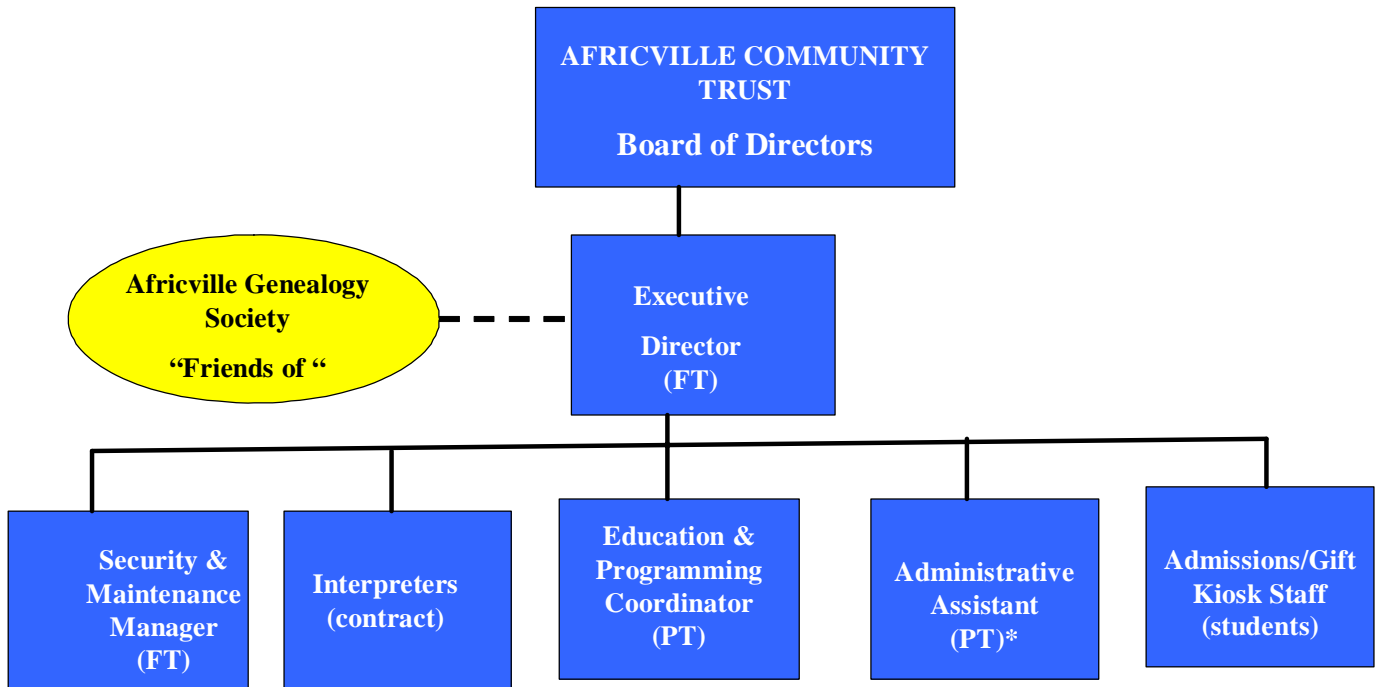 AFRICVILLE COMMUNITY
TRUST
Board of Directors
Africville Genealogy
Society
“Friends of “
Executive
Director
(FT)
Security &
Maintenance
Manager
(FT)
Interpreters
(contract)
Education &
Programming
Coordinator
(PT)
Administrative
Assistant
(PT)*
Admissions/Gift
Kiosk Staff
(students)